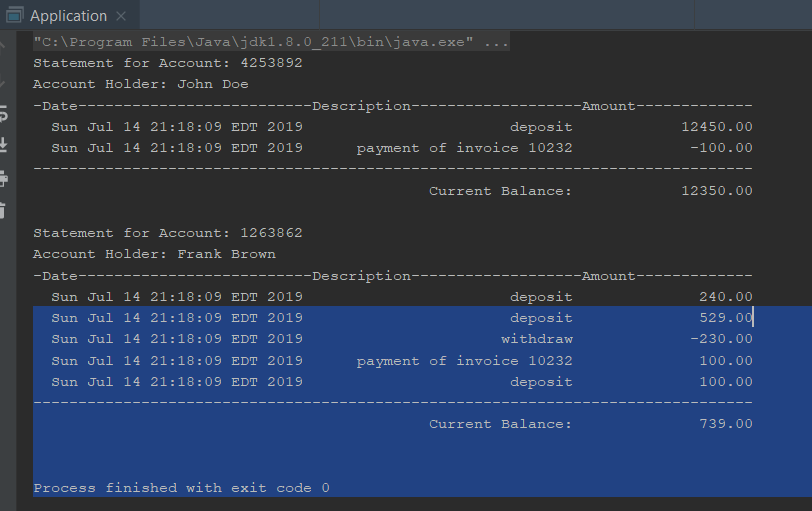 Application
"C:\Program Files\Java\jdk1.8.0_211\bin\java.exe" ...
Statement for Account: 4253892
Account Holder: John Doe
-Date--------------------------Description-------------------Amount-------------
  Sun Jul 14 21:18:09 EDT 2019                       deposit            12450.00
  Sun Jul 14 21:18:09 EDT 2019      payment of invoice 10232             -100.00
--------------------------------------------------------------------------------
                                            Current Balance:            12350.00
Statement for Account: 1263862
Account Holder: Frank Brown
-Date--------------------------Description-------------------Amount-------------
  Sun Jul 14 21:18:09 EDT 2019                       deposit              240.00
  Sun Jul 14 21:18:09 EDT 2019                       deposit              529.00
  Sun Jul 14 21:18:09 EDT 2019                      withdraw             -230.00
  Sun Jul 14 21:18:09 EDT 2019      payment of invoice 10232              100.00
  Sun Jul 14 21:18:09 EDT 2019                       deposit              100.00
--------------------------------------------------------------------------------
                                            Current Balance:              739.00
Process finished with exit code 0